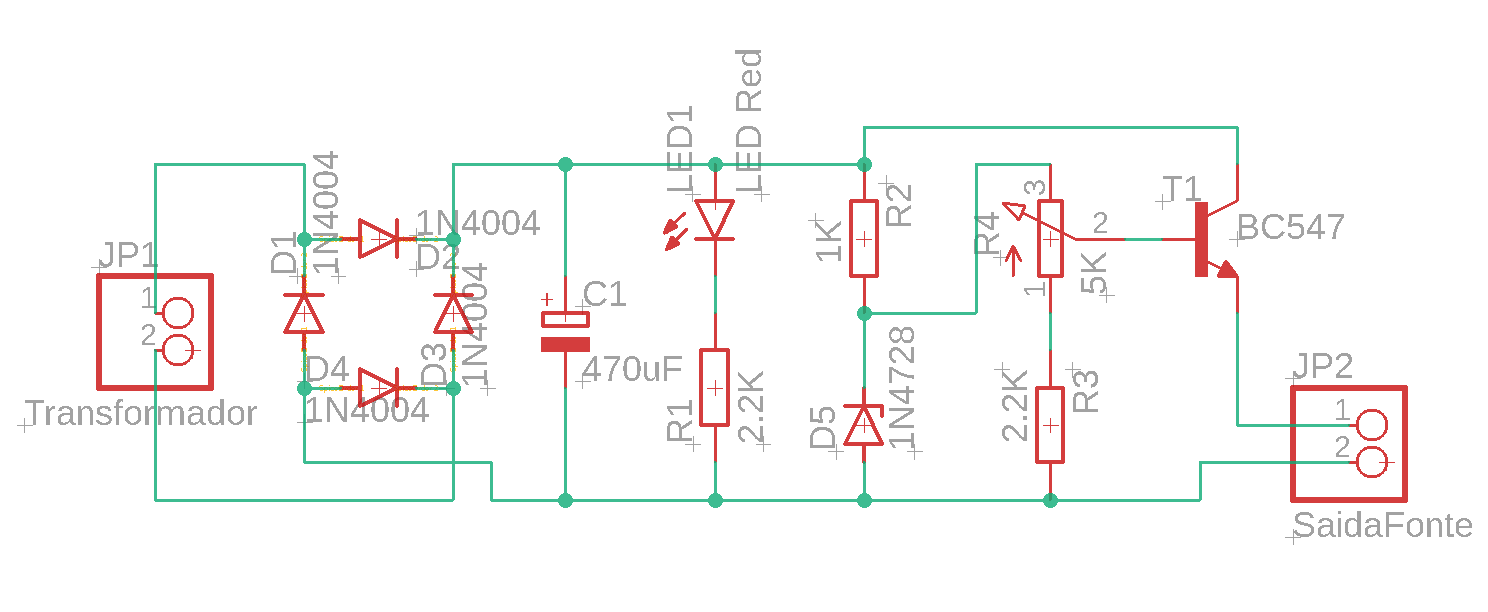 JP1
1
2
Transformador
D1
1N4004
1N4004
D2
D3
1N4004
D4
1N4004
+
C1
470uF
LED1
LED Red
R1
2.2K
1K
R2
D5
1N4728
R4
3
2
1
5K
2.2K
R3
T1
BC547
JP2
1
2
SaidaFonte